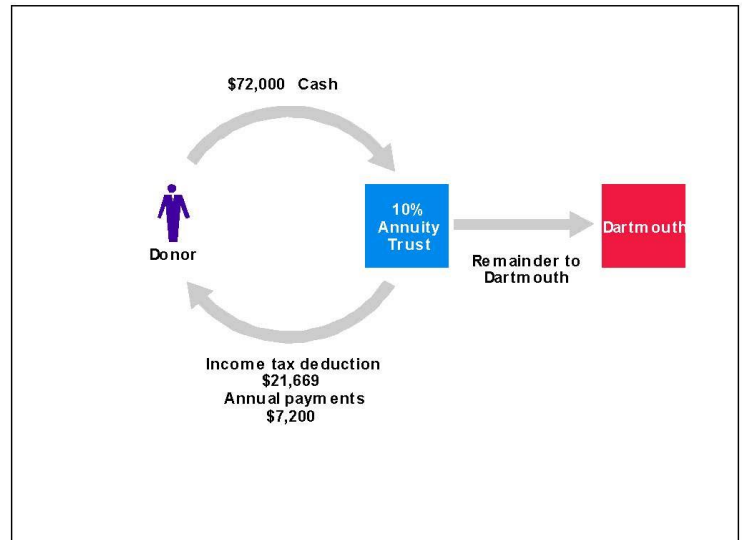 $72,000 Cash
10%
Annuity
Trust
Dartmouth
Donor
Remainder to
Dartmouth
Income tax deduction
$21,669
Annual payments
$7,200